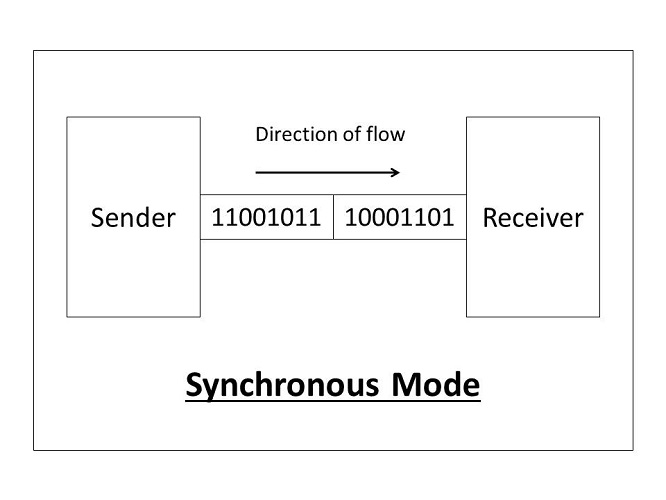 Direction of flow
Sender 11001011 10001101 Receiver
Synchronous Mode